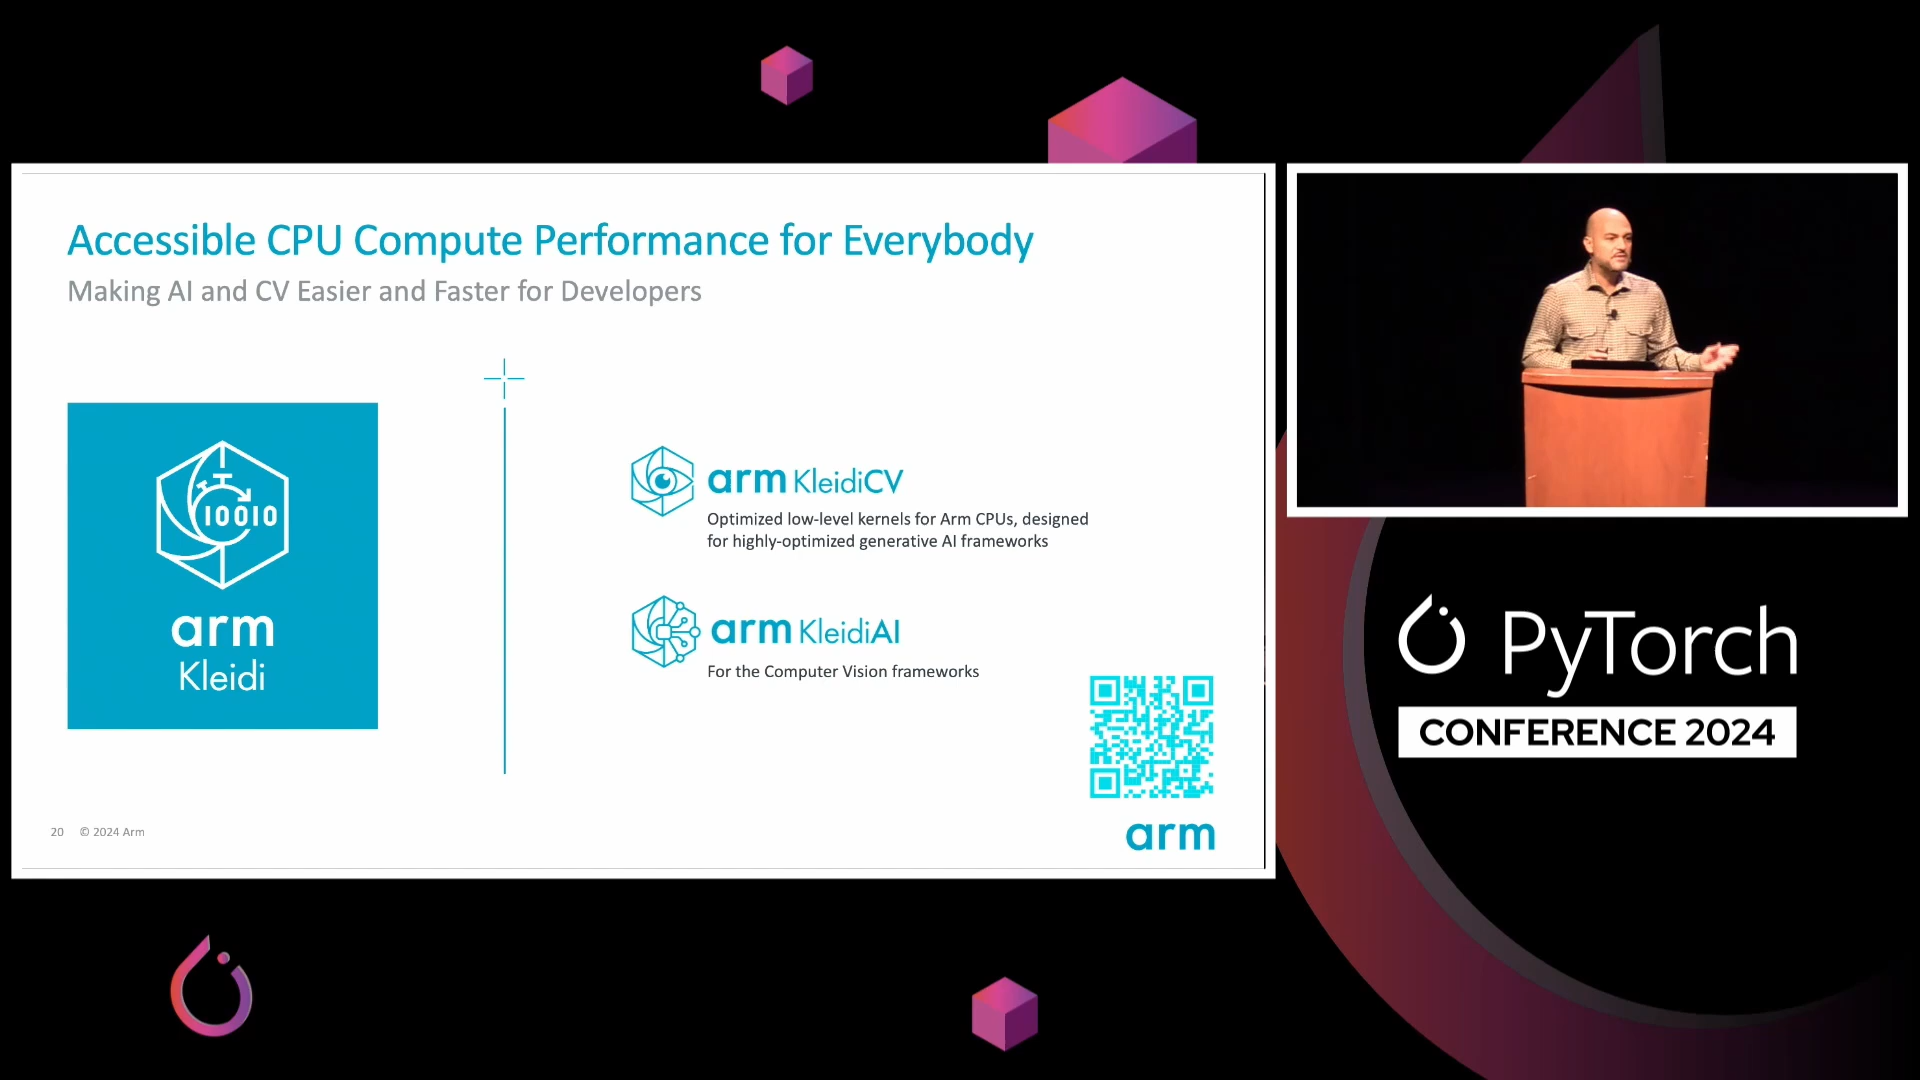 Accessible CPU Compute Performance for Everybody
Making AI and CV Easier and Faster for Developers
10010
arm
Kleidi
arm KleidiCV
Optimized low-level kernels for Arm CPUs, designed
for highly-optimized generative AI frameworks
arm KleidiAI
For the Computer Vision frameworks
20 © 2024 Arm
arm
PyTorch
CONFERENCE 2024